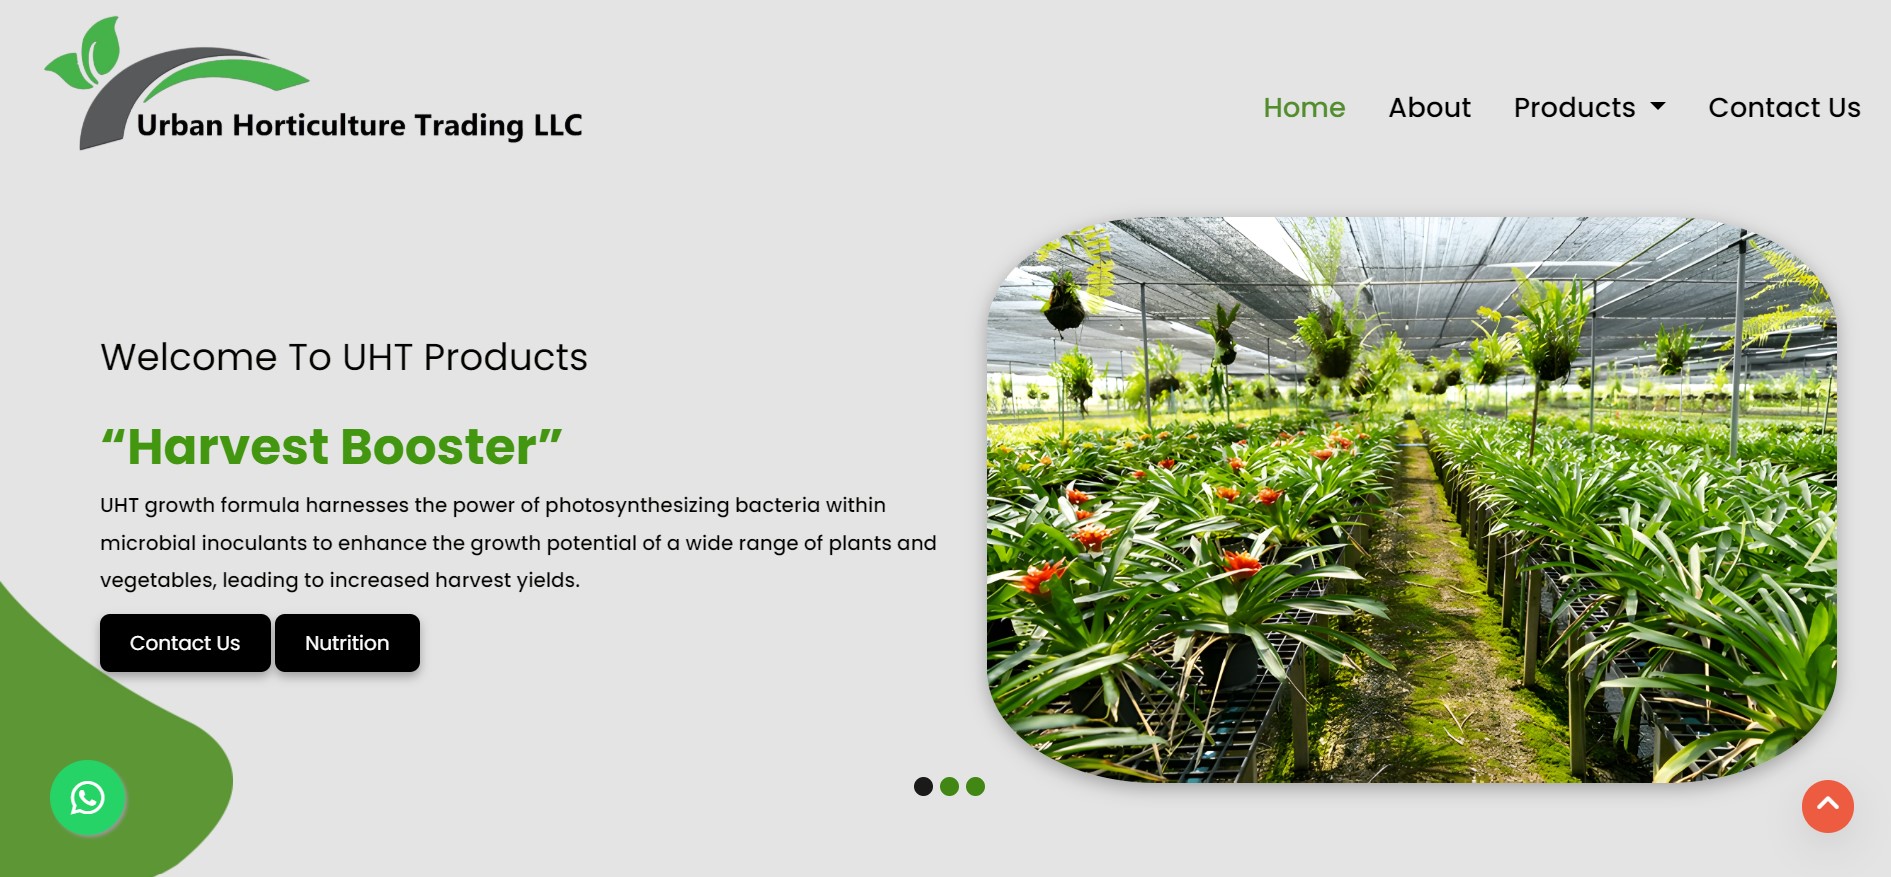 Urban Horticulture Trading LLC
Home About Products Contact Us
Welcome To UHT Products
“Harvest Booster”
UHT growth formula harnesses the power of photosynthesizing bacteria within
microbial inoculants to enhance the growth potential of a wide range of plants and
vegetables, leading to increased harvest yields.
Contact Us Nutrition